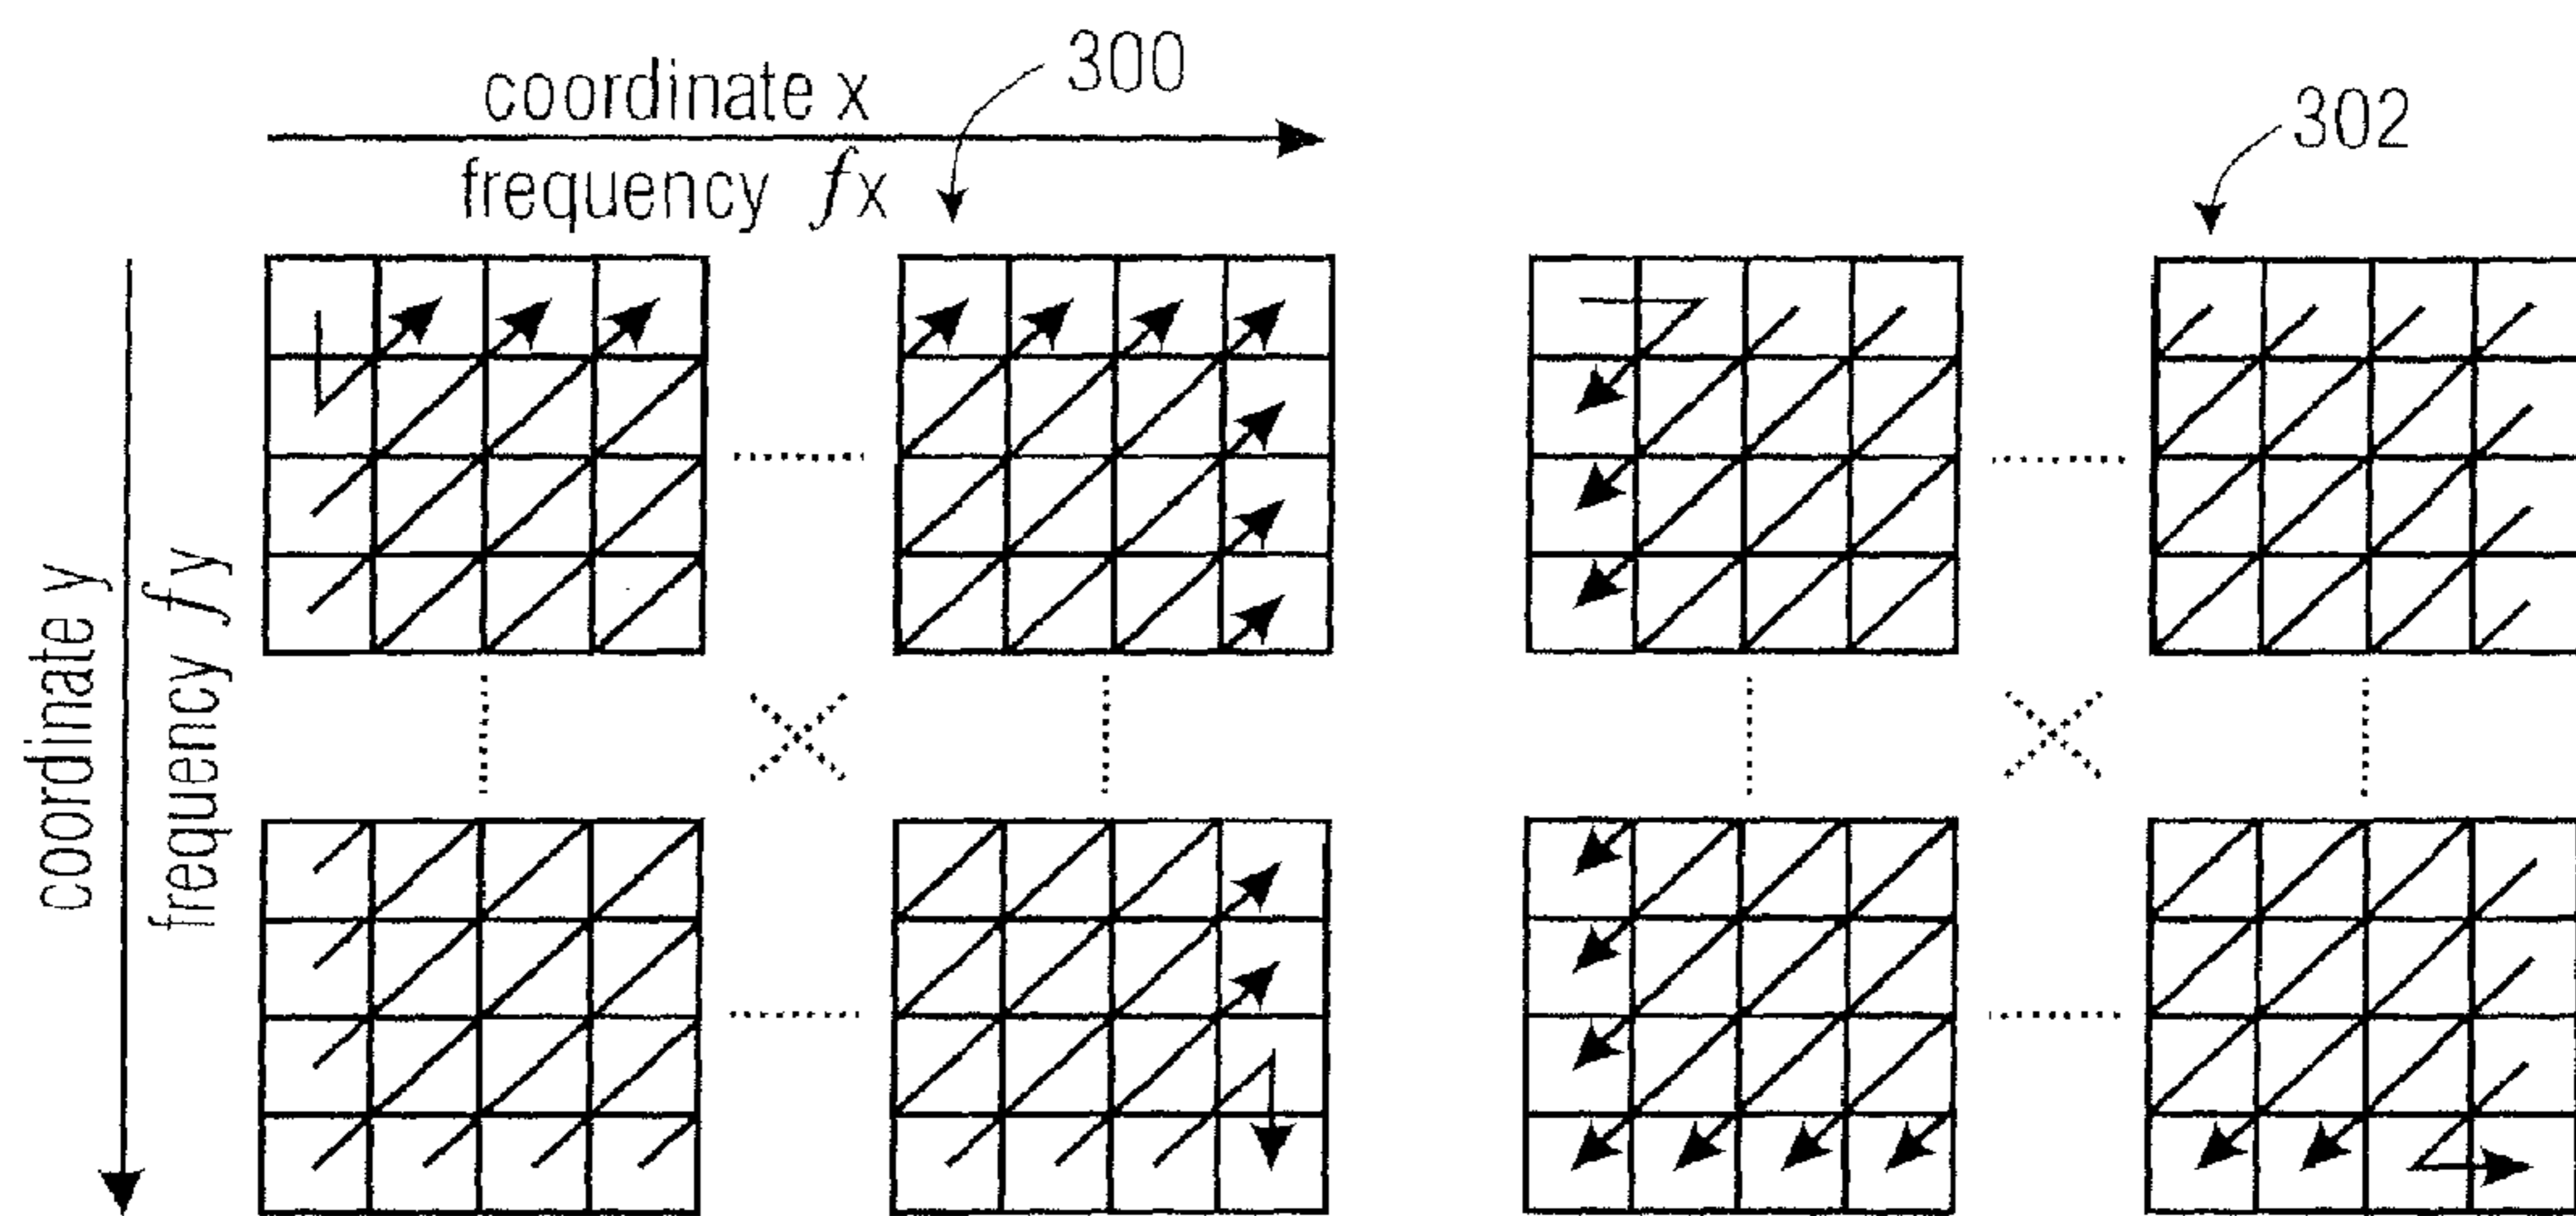 coordinate x
300
frequency fx
302
coordinate y
frequency fy